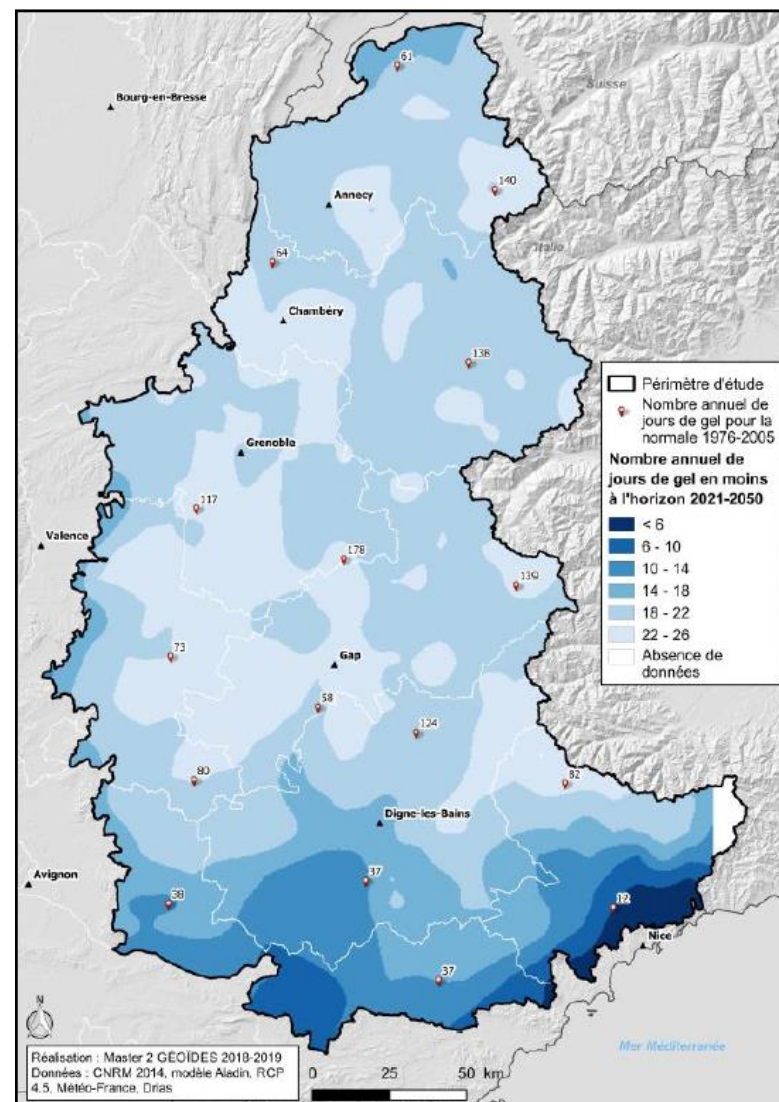 61
Suisse
Bourg-en-Bresse
140
Annecy
Italie
64
Chambéry
138
Périmètre d'étude
Nombre annuel de
jours de gel pour la
normale 1976-2005
Nombre annuel de
jours de gel en moins
à l'horizon 2021-2050
< 6
6 - 10
10 - 14
14 - 18
18 - 22
22 - 26
Absence de
données
Grenoble
117
Valence
178
139
73
Gap
58
124
80
82
Digne-les-Bains
Avignon
37
38
12
Nice
37
N
Mer Méditerranée
Réalisation : Master 2 GÉOÏDES 2018-2019
Données : CNRM 2014, modèle Aladin, RCP
4.5, Météo-France, Drias
0 25 50 km